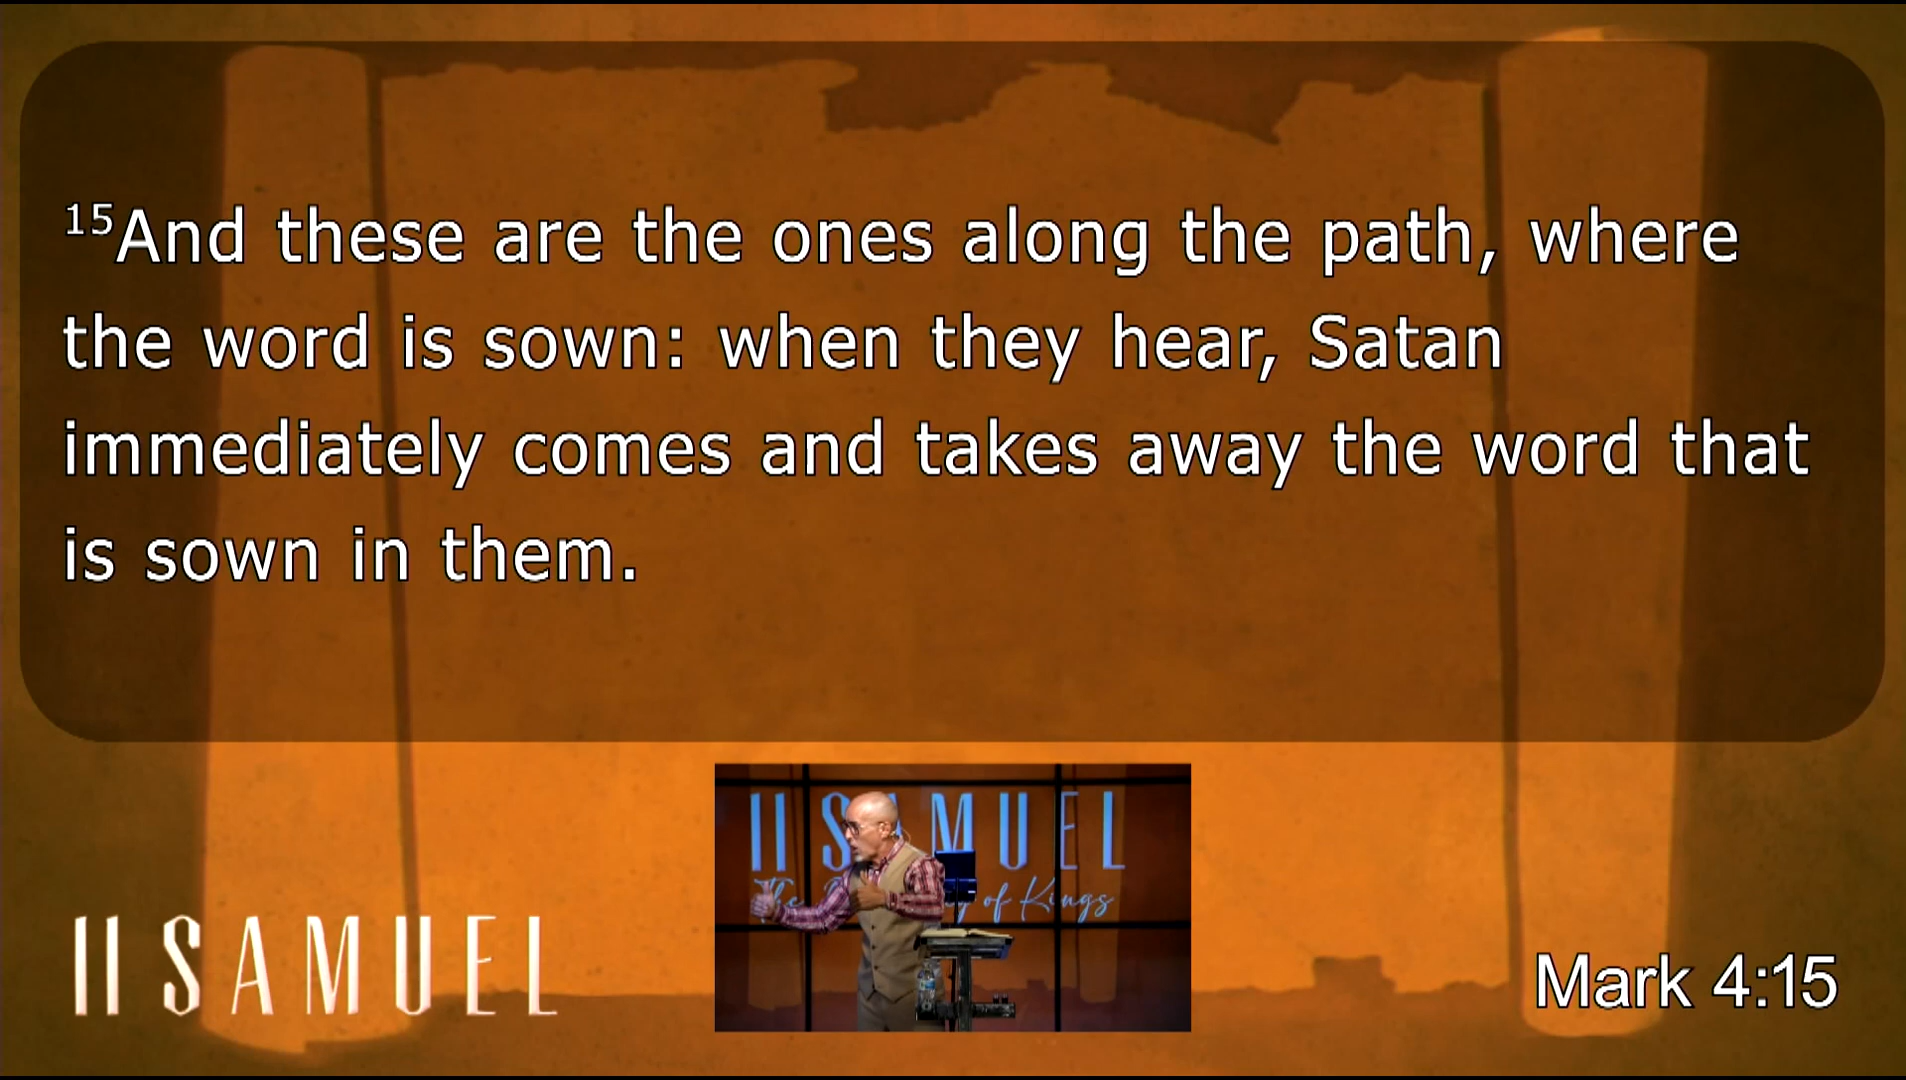 15And these are the ones along the path, where
the word is sown: when they hear, Satan
immediately comes and takes away the word that
is sown in them.
II SAMUEL
of Kings
II SAMUEL
Mark 4:15